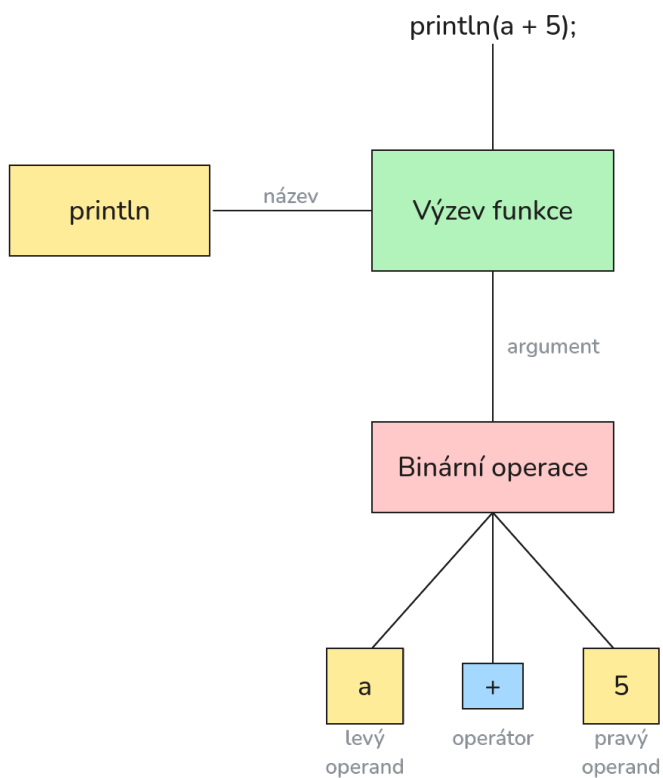 println(a + 5);
println
název
Výzev funkce
argument
Binární operace
a
+
5
levý
operand
operátor
pravý
operand